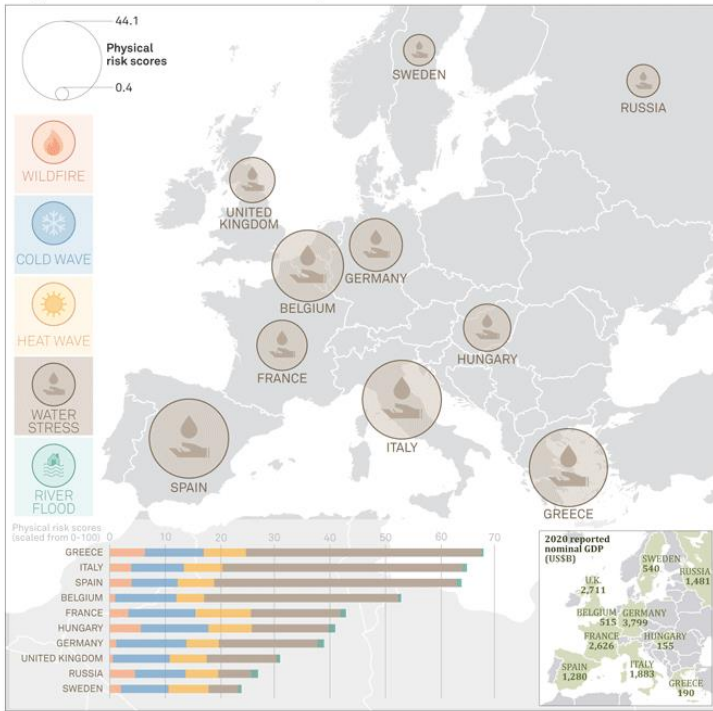 44.1
Physical
risk scores
0.4
WILDFIRE
COLD WAVE
HEAT WAVE
WATER
STRESS
RIVER
FLOOD
SWEDEN
RUSSIA
UNITED
KINGDOM
GERMANY
BELGIUM
HUNGARY
FRANCE
ITALY
SPAIN
GREECE
Physical risk scores
(scaled from 0-100)
0 10 20 30 40 50 60 70
GREECE
ITALY
SPAIN
BELGIUM
FRANCE
HUNGARY
GERMANY
UNITED KINGDOM
RUSSIA
SWEDEN
2020 reported
nominal GDP
(US$B)
SWEDEN
540
RUSSIA
1,481
U.K.
2,711
BELGIUM
515
GERMANY
3,799
FRANCE
2,626
HUNGARY
155
SPAIN
1,280
ITALY
1,883
GREECE
190